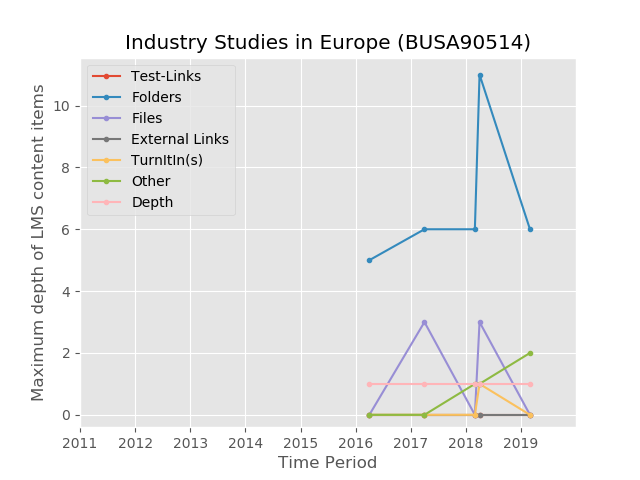 Industry Studies in Europe (BUSA90514)
Maximum depth of LMS content items
Test-Links
Folders
Files
External Links
TurnItIn(s)
Other
Depth
10
8
6
4
2
0
2011 2012 2013 2014 2015 2016 2017 2018 2019
Time Period